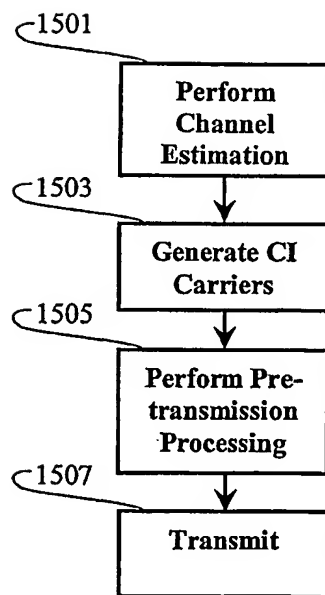 1501
Perform
Channel
Estimation
1503
Generate CI
Carriers
1505
Perform Pre-
transmission
Processing
1507
Transmit